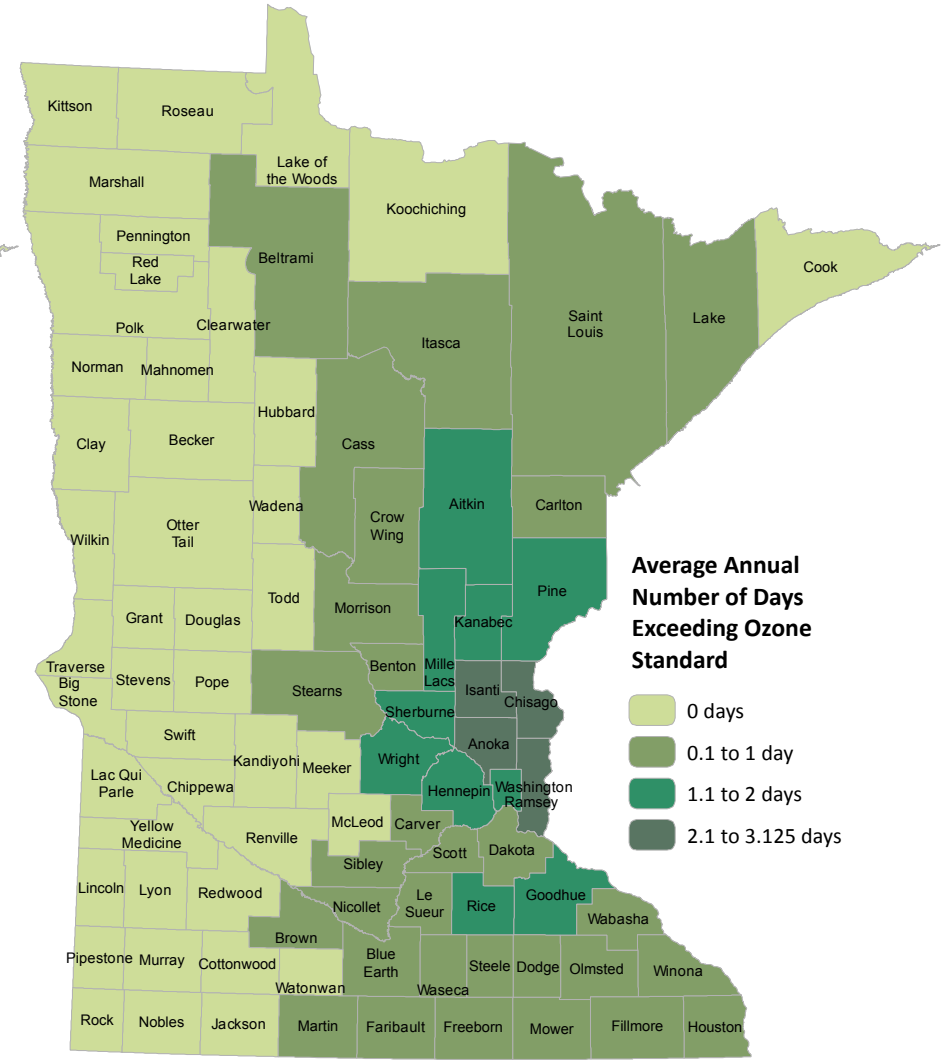 Kittson
Roseau
Lake of
the Woods
Marshall
Koochiching
Pennington
Red
Lake
Beltrami
Cook
Polk
Clearwater
Saint
Louis
Lake
Itasca
Norman
Mahnomen
Hubbard
Clay
Becker
Cass
Wadena
Aitkin
Carlton
Crow
Wing
Otter
Tail
Wilkin
Average Annual
Number of Days
Exceeding Ozone
Standard
0 days
0.1 to 1 day
1.1 to 2 days
2.1 to 3.125 days
Pine
Todd
Morrison
Grant
Douglas
Kanabec
Traverse
Benton
Mille
Lacs
Big
Stone
Stevens
Pope
Stearns
Isanti
Chisago
Sherburne
Swift
Anoka
Kandiyohi
Meeker
Wright
Lac Qui
Parle
Chippewa
Hennepin
Washington
Ramsey
McLeod
Carver
Yellow
Medicine
Renville
Scott
Dakota
Sibley
Lincoln
Lyon
Redwood
Nicollet
Le
Sueur
Rice
Goodhue
Wabasha
Brown
Pipestone
Murray
Cottonwood
Blue
Earth
Steele
Dodge
Olmsted
Winona
Watonwan
Waseca
Rock
Nobles
Jackson
Martin
Faribault
Freeborn
Mower
Fillmore
Houston